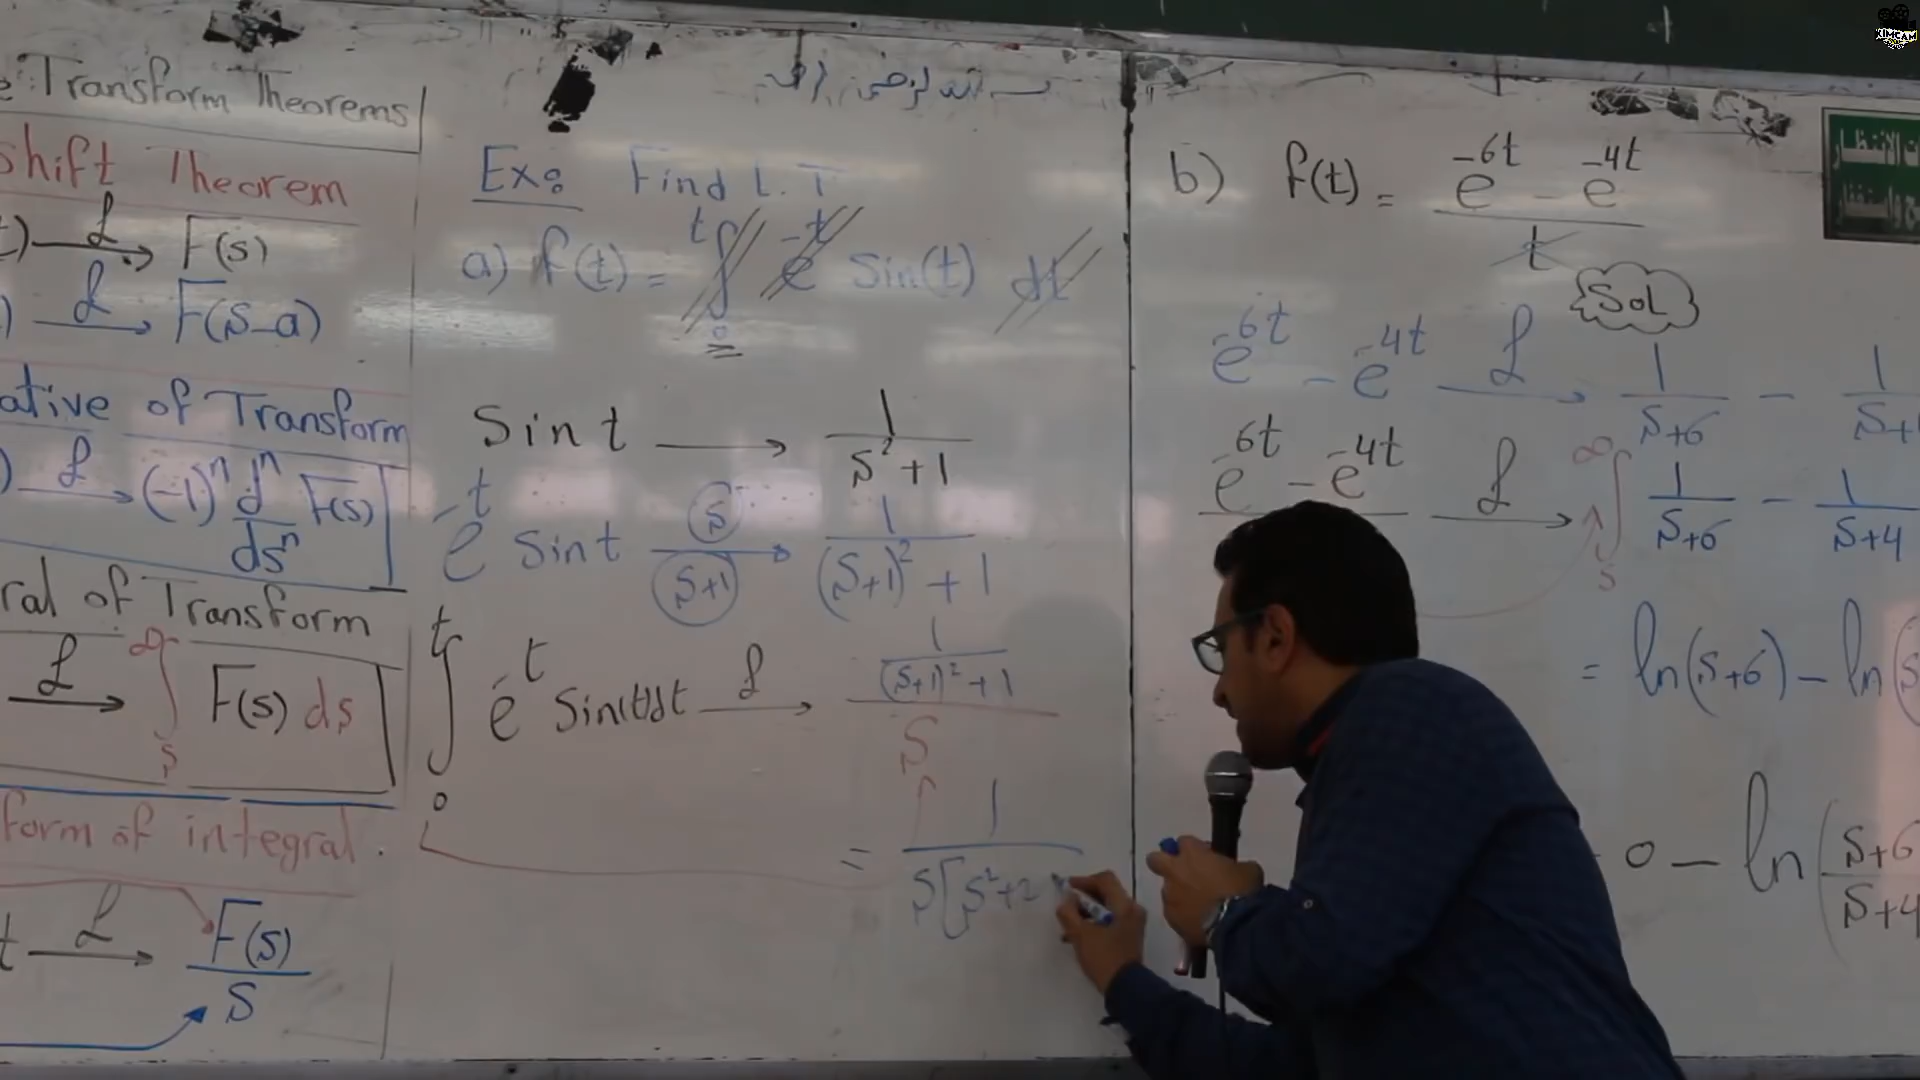 e Transform Theorems
shift Theorem
t) ℒ→ F(s)
) ℒ→ F(s-a)
ative of Transform
) ℒ→ (-1)ⁿ dⁿ/dsⁿ F(s)
ral of Transform
ℒ→ ∫ₛ^∞ F(s) ds
form of integral.
t ℒ→ F(s)/s
Ex: Find L.T
a) f(t) = ∫₀ᵗ e⁻ᵗ Sin(t) dt
Sin t → 1/(s²+1)
e⁻ᵗ Sin t s/s+1→ 1/((s+1)²+1)
∫₀ᵗ e⁻ᵗ Sin(t)dt ℒ→ (1/((s+1)²+1))/s
= 1/(s[s²+2
b) f(t) = (e⁻⁶ᵗ - e⁻⁴ᵗ)/t
Sol
e⁻⁶ᵗ - e⁻⁴ᵗ ℒ→ 1/(s+6) - 1/(s+
e⁻⁶ᵗ - e⁻⁴ᵗ ℒ→ ∫ₛ^∞ 1/(s+6) - 1/(s+4
= ln(s+6) - ln(s
0 - ln(s+6/s+4
KIMCAM